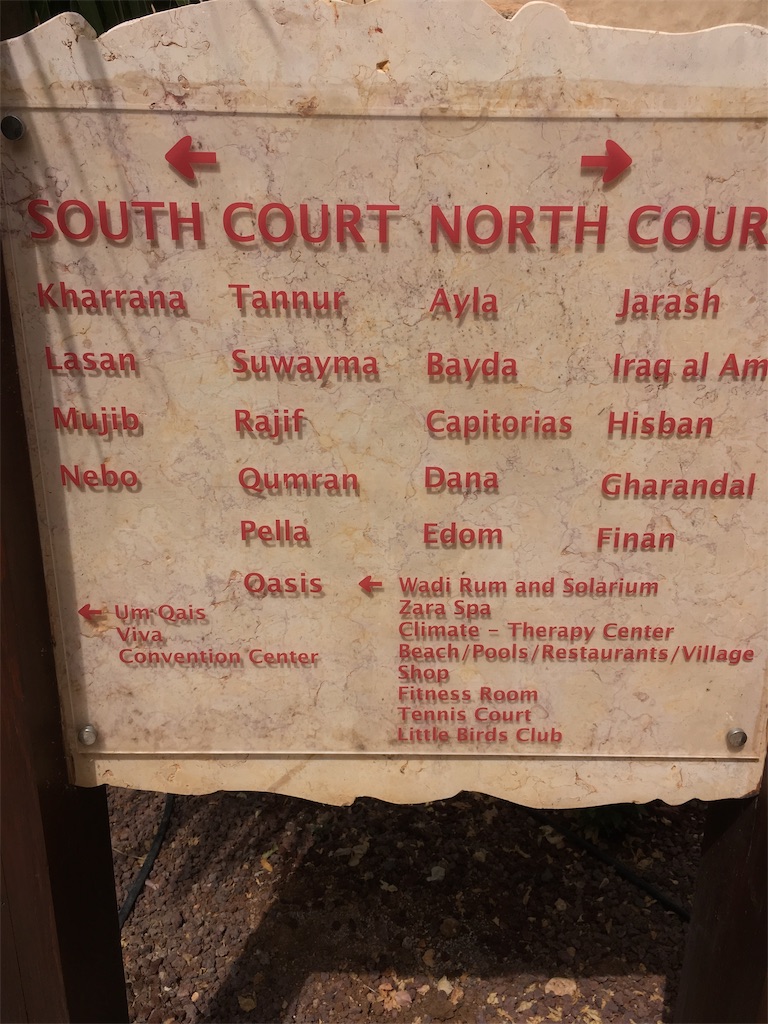 SOUTH COURT
Kharrana
Lasan
Mujib
Nebo
Tannur
Suwayma
Rajif
Qumran
Pella
Oasis
Um Qais
Viva
Convention Center
NORTH COUR
Ayla
Bayda
Capitorias
Dana
Edom
Jarash
Iraq al Am
Hisban
Gharandal
Finan
Wadi Rum and Solarium
Zara Spa
Climate - Therapy Center
Beach/Pools/Restaurants/Village
Shop
Fitness Room
Tennis Court
Little Birds Club